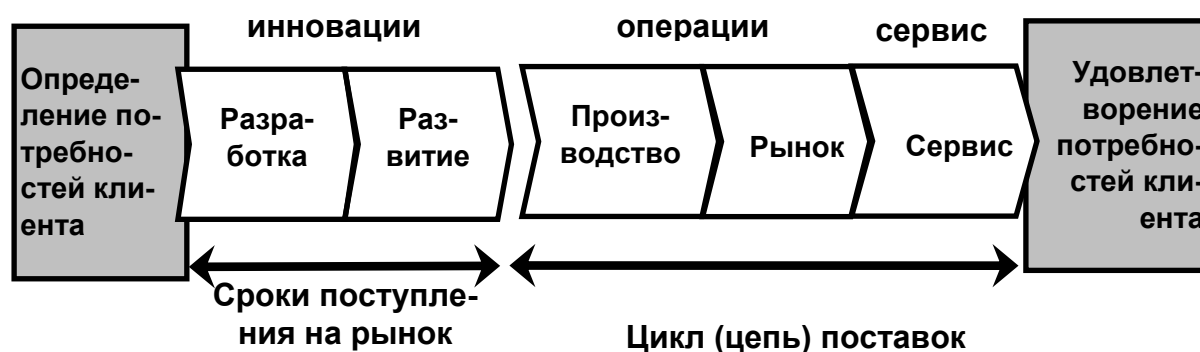 инновации
операции
сервис
Опреде-
ление по-
требно-
стей кли-
ента
Разра-
ботка
Раз-
витие
Произ-
водство
Рынок
Сервис
Удовлет-
ворение
потребно-
стей кли-
ента
Сроки поступле-
ния на рынок
Цикл (цепь) поставок